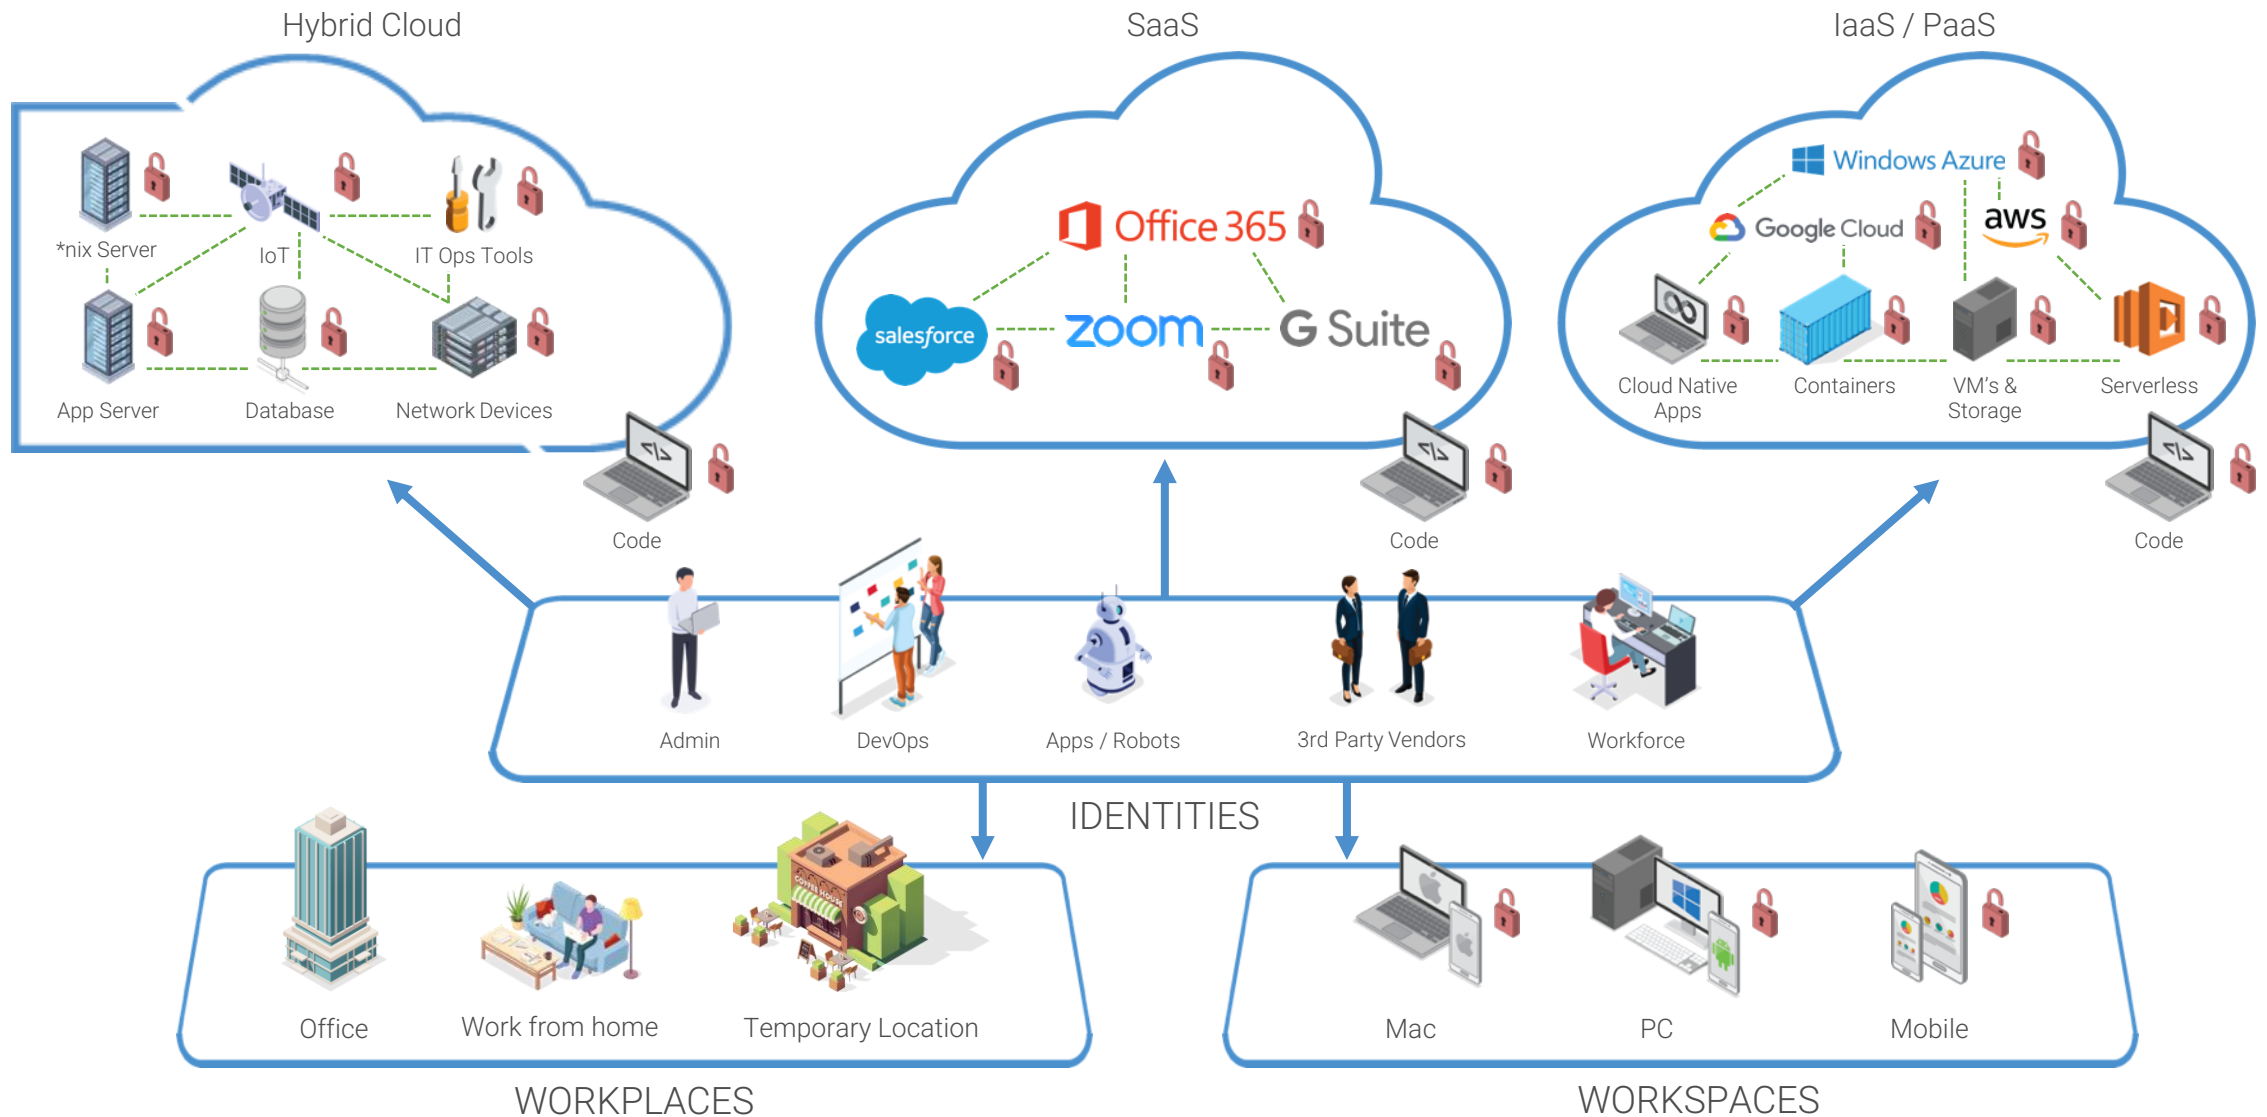 Hybrid Cloud
SaaS
IaaS / PaaS
*nix Server
IoT
IT Ops Tools
App Server
Database
Network Devices
Code
Office 365
salesforce
zoom
G Suite
Code
Windows Azure
Google Cloud
aws
Cloud Native
Apps
Containers
VM's &
Storage
Serverless
Code
</>
</>
</>
Admin
DevOps
Apps / Robots
3rd Party Vendors
Workforce
IDENTITIES
COFFEE HOUSE
Office
Work from home
Temporary Location
WORKPLACES
Mac
PC
Mobile
WORKSPACES